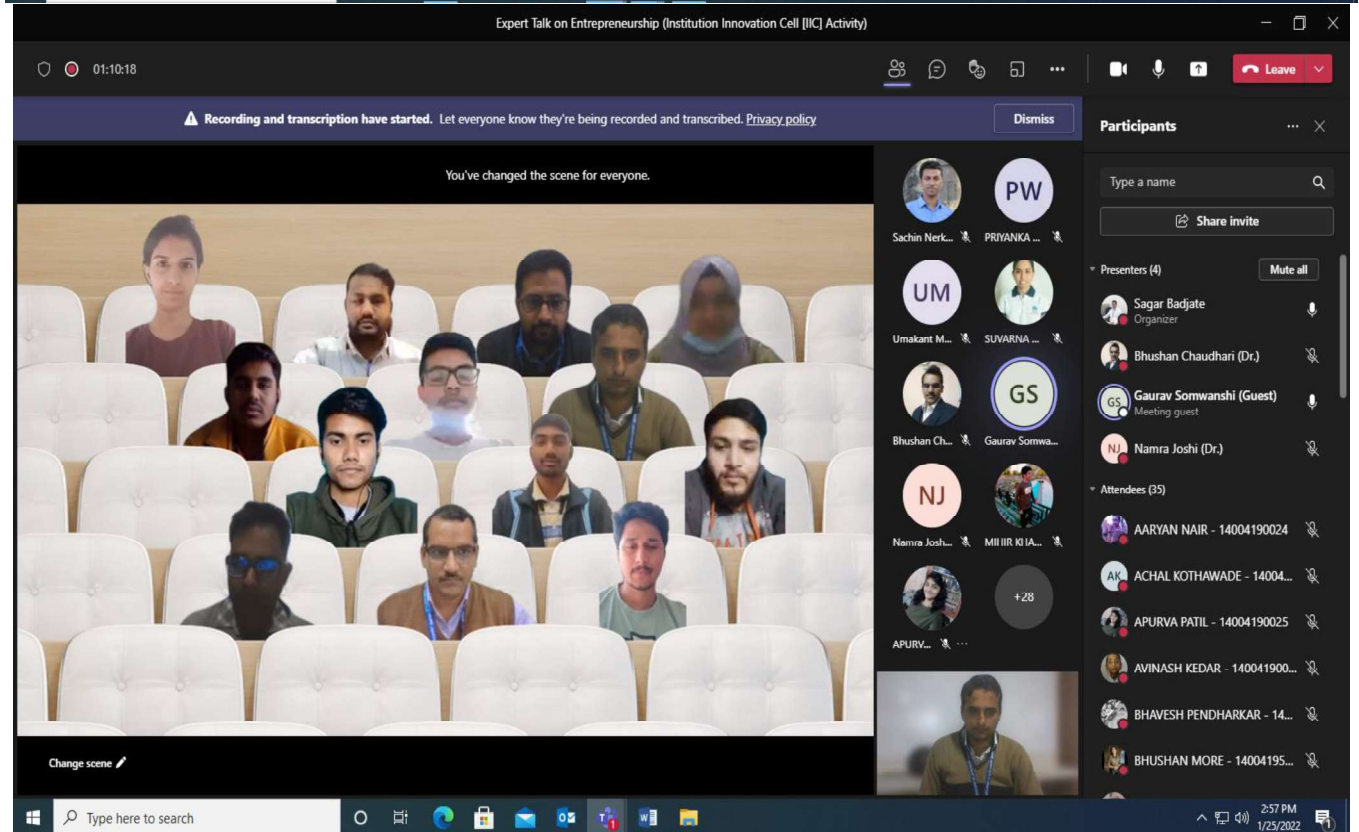 Expert Talk on Entrepreneurship (Institution Innovation Cell [IIC] Activity)
01:10:18
Leave
Recording and transcription have started. Let everyone know they're being recorded and transcribed. Privacy policy
Dismiss
You've changed the scene for everyone.
Change scene
Sachin Nerk...
PW
PRIYANKA ...
UM
Umakant M...
SUVARNA ...
Bhushan Ch...
GS
Gaurav Somwa...
NJ
Namra Josh...
MIHIR KHA...
APURV...
+28
Participants
Type a name
Share invite
Presenters (4)
Mute all
Sagar Badjate
Organizer
Bhushan Chaudhari (Dr.)
GS
Gaurav Somwanshi (Guest)
Meeting guest
NJ
Namra Joshi (Dr.)
Attendees (35)
AARYAN NAIR - 14004190024
AK
ACHAL KOTHAWADE - 14004...
APURVA PATIL - 14004190025
AVINASH KEDAR - 140041900...
BHAVESH PENDHARKAR - 14...
BHUSHAN MORE - 14004195...
Type here to search
2:57 PM
1/25/2022